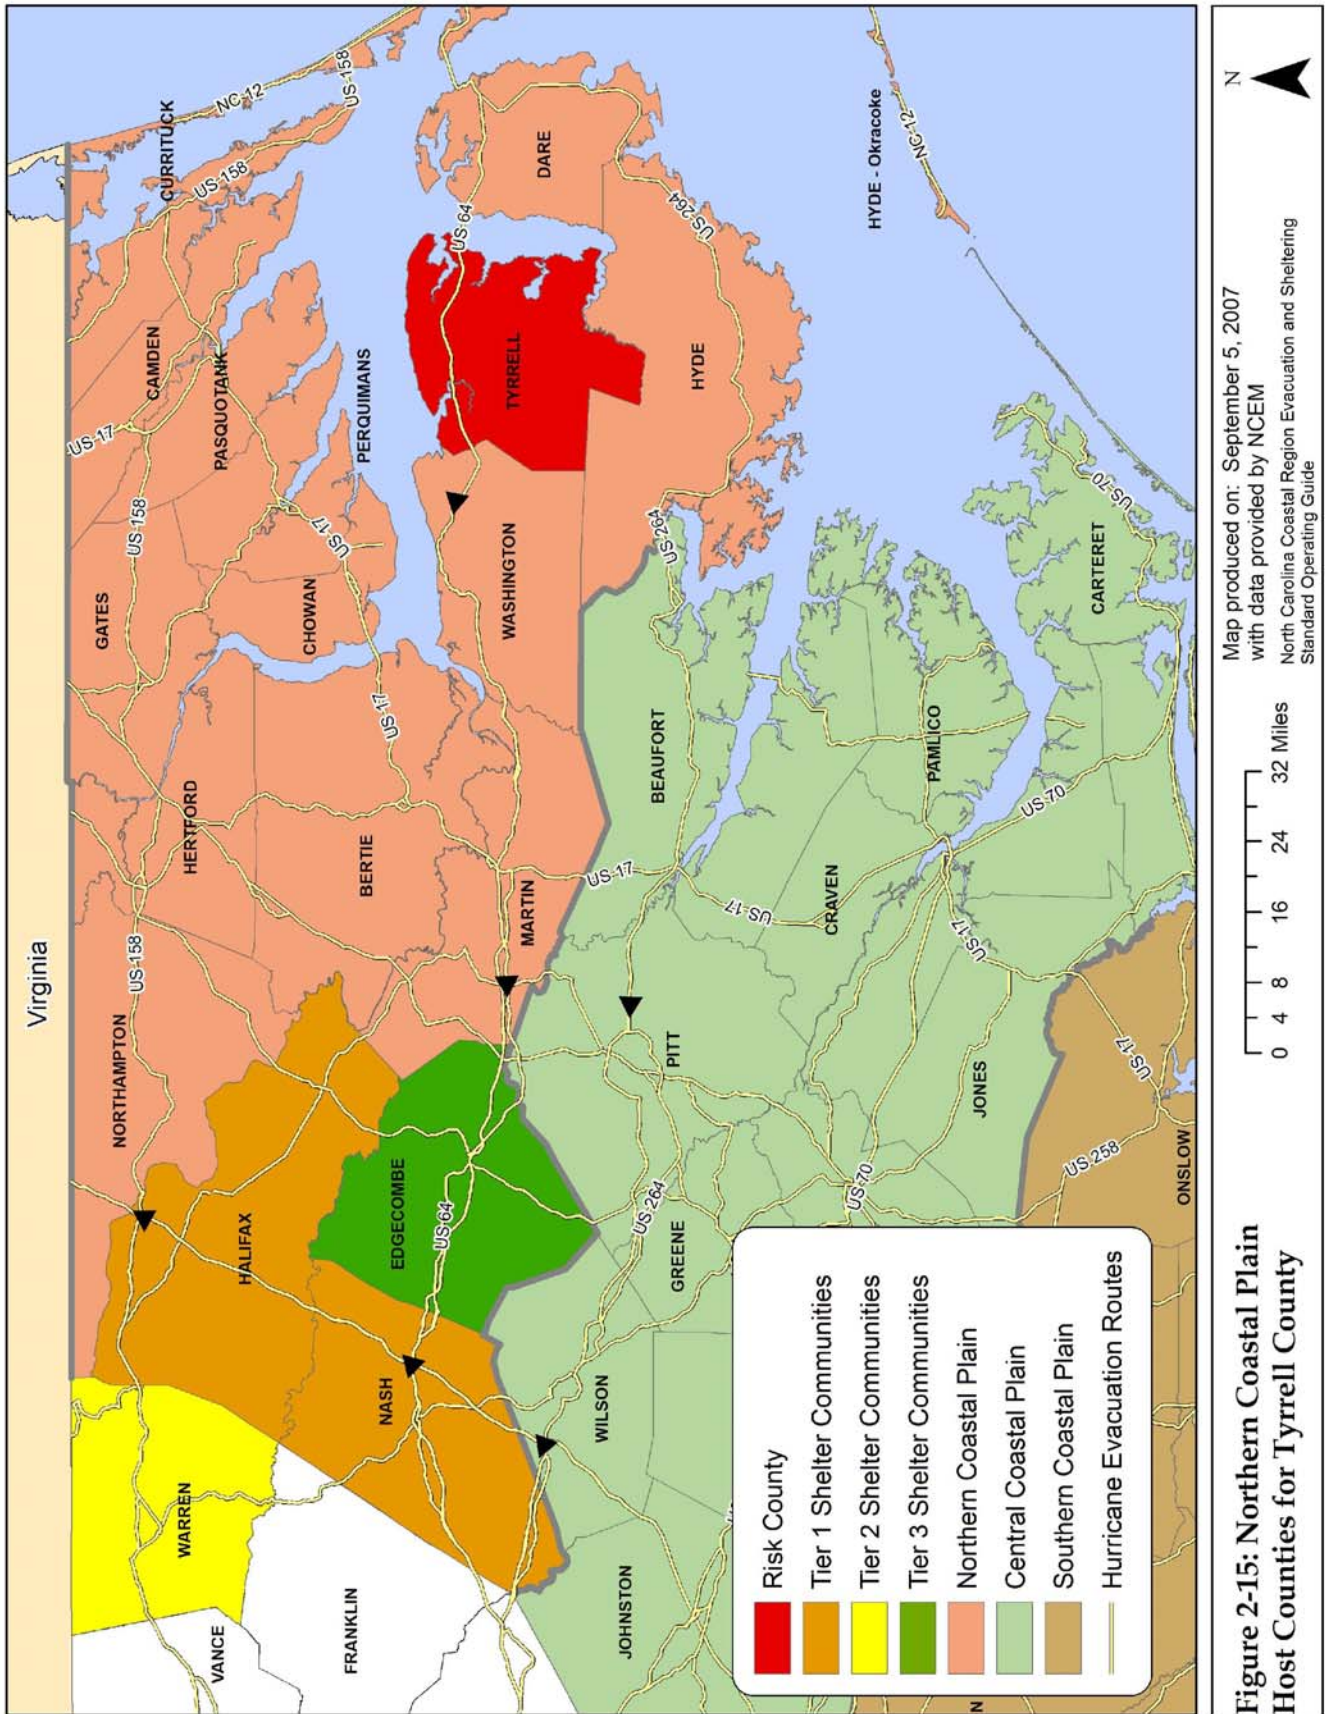 Virginia
CURRITUCK
NC-12
US-158
US-158
CAMDEN
PASQUOTANK
US-17
US-158
GATES
PERQUIMANS
US-17
CHOWAN
HERTFORD
NORTHAMPTON
US-158
BERTIE
US-17
HALIFAX
WARREN
VANCE
FRANKLIN
NASH
EDGECOMBE
US-64
MARTIN
WASHINGTON
TYRRELL
US-64
DARE
US-264
HYDE
US-264
HYDE - Okracoke
NC-12
BEAUFORT
US-17
US-17
PITT
US-264
GREENE
WILSON
JOHNSTON
CRAVEN
PAMLICO
US-70
US-17
CARTERET
US-70
JONES
US-70
US-17
US-258
ONSLOW
N
Risk County
Tier 1 Shelter Communities
Tier 2 Shelter Communities
Tier 3 Shelter Communities
Northern Coastal Plain
Central Coastal Plain
Southern Coastal Plain
Hurricane Evacuation Routes
Figure 2-15: Northern Coastal Plain
Host Counties for Tyrrell County
0 4 8 16 24 32 Miles
Map produced on: September 5, 2007
with data provided by NCEM
North Carolina Coastal Region Evacuation and Sheltering
Standard Operating Guide
N